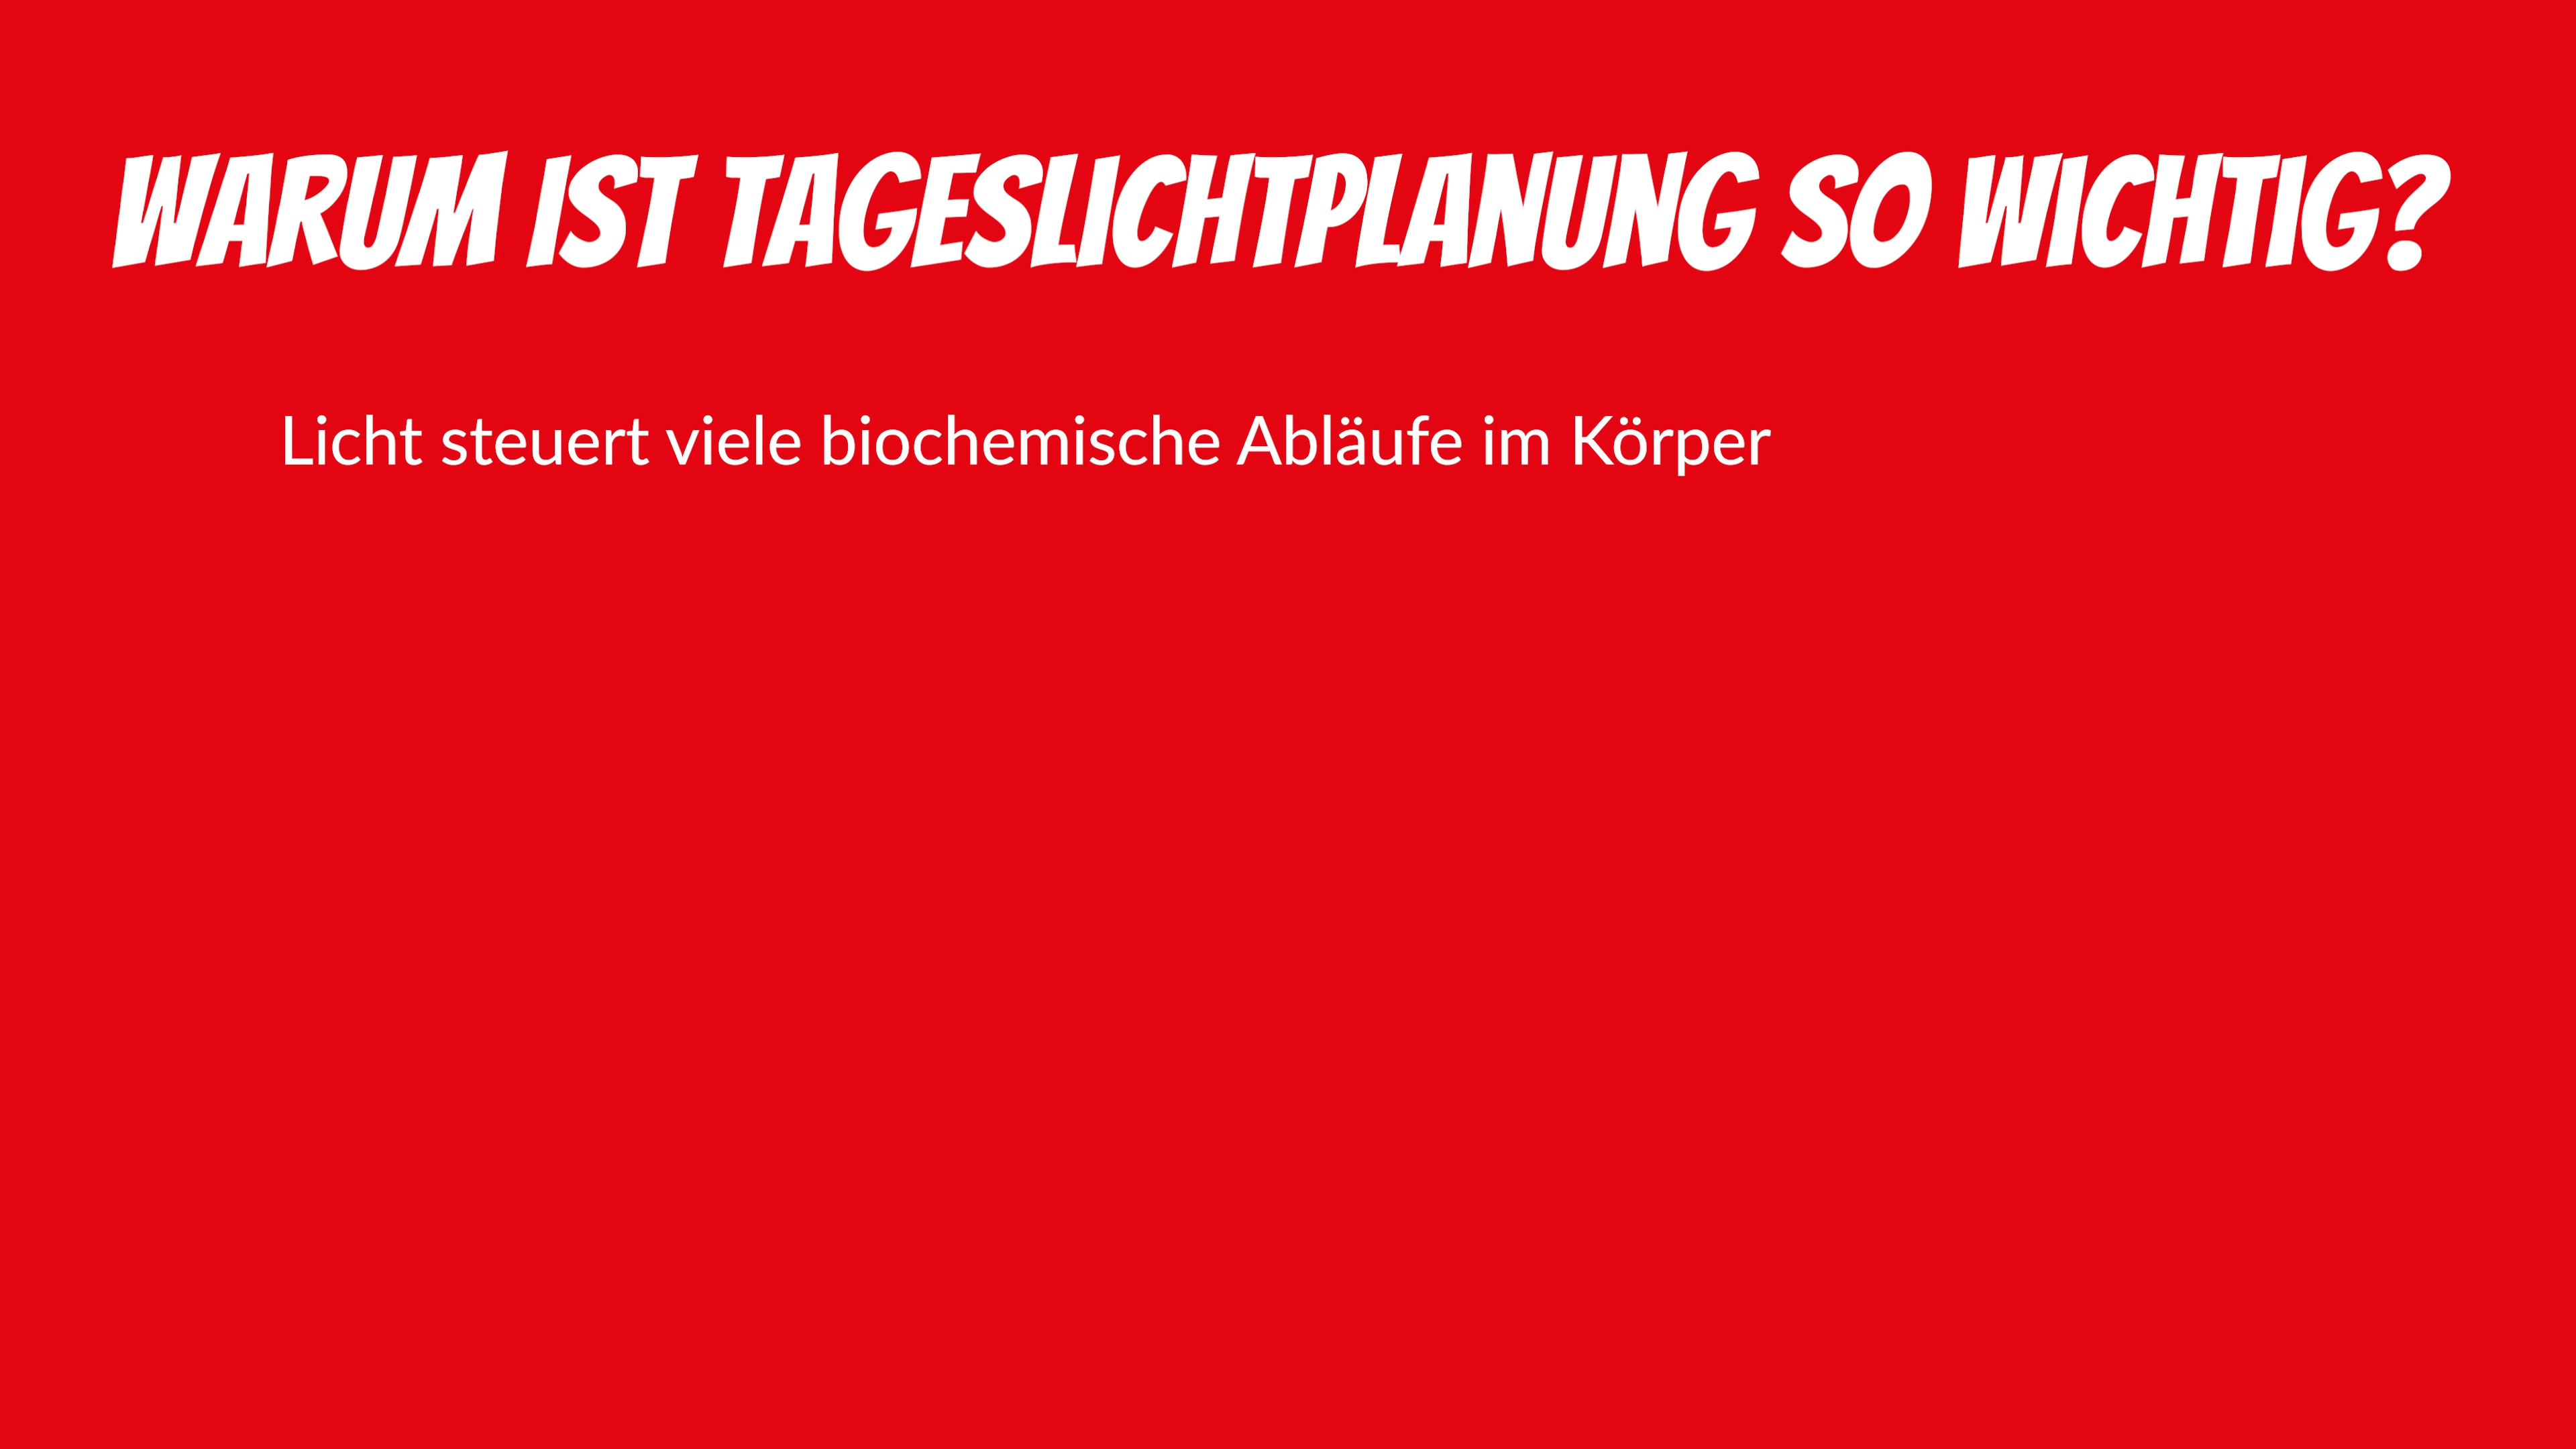 WARUM IST TAGESLICHTPLANUNG SO WICHTIG?
Licht steuert viele biochemische Abläufe im Körper